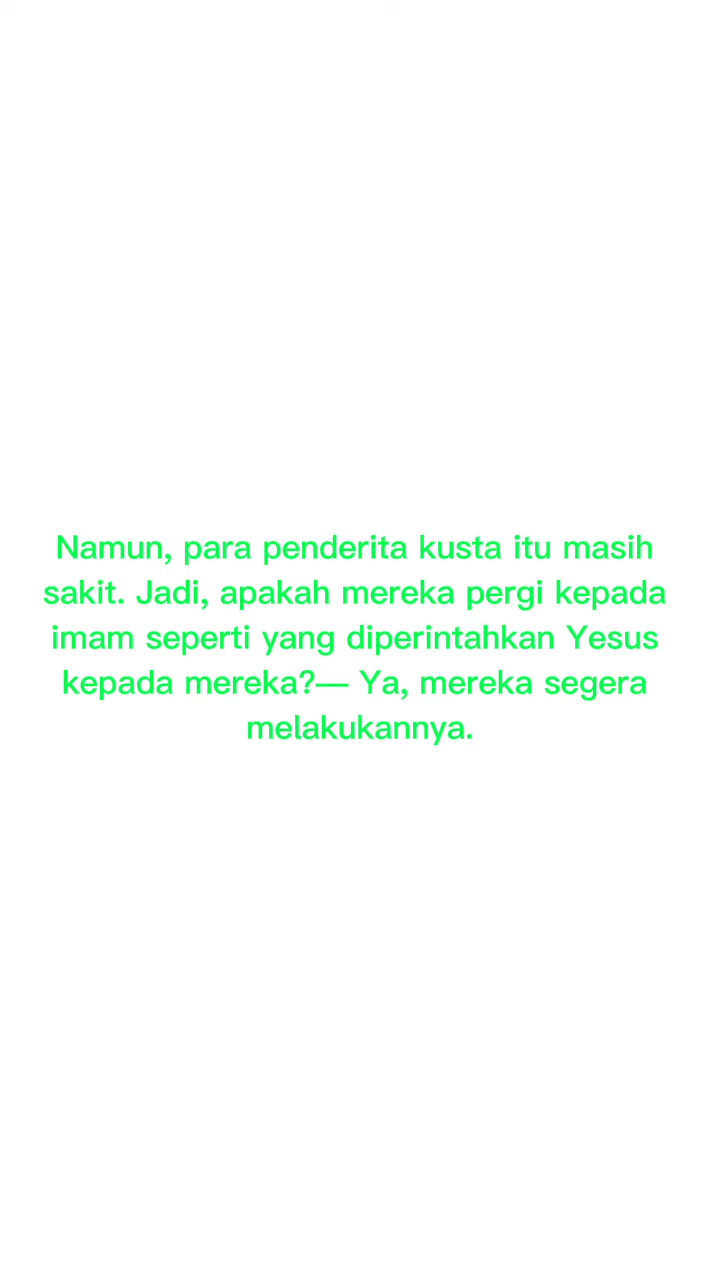 Namun, para penderita kusta itu masih
sakit. Jadi, apakah mereka pergi kepada
imam seperti yang diperintahkan Yesus
kepada mereka?— Ya, mereka segera
melakukannya.